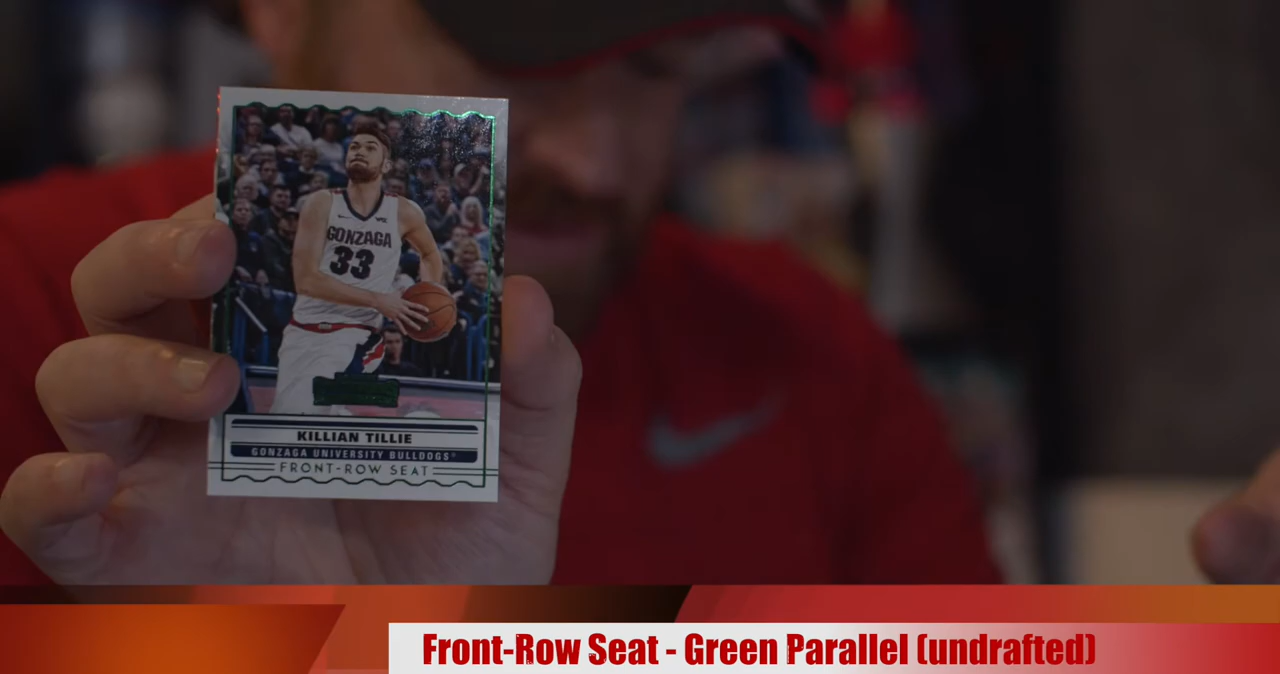 GONZAGA
33
KILLIAN TILLIE
GONZAGA UNIVERSITY BULLDOGS®
FRONT-ROW SEAT
Front-Row Seat - Green Parallel (undrafted)